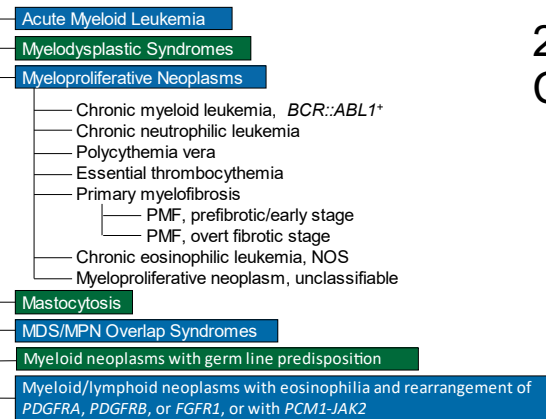 Acute Myeloid Leukemia
Myelodysplastic Syndromes
Myeloproliferative Neoplasms
Chronic myeloid leukemia, BCR::ABL1⁺
Chronic neutrophilic leukemia
Polycythemia vera
Essential thrombocythemia
Primary myelofibrosis
PMF, prefibrotic/early stage
PMF, overt fibrotic stage
Chronic eosinophilic leukemia, NOS
Myeloproliferative neoplasm, unclassifiable
Mastocytosis
MDS/MPN Overlap Syndromes
Myeloid neoplasms with germ line predisposition
Myeloid/lymphoid neoplasms with eosinophilia and rearrangement of
PDGFRA, PDGFRB, or FGFR1, or with PCM1-JAK2
2